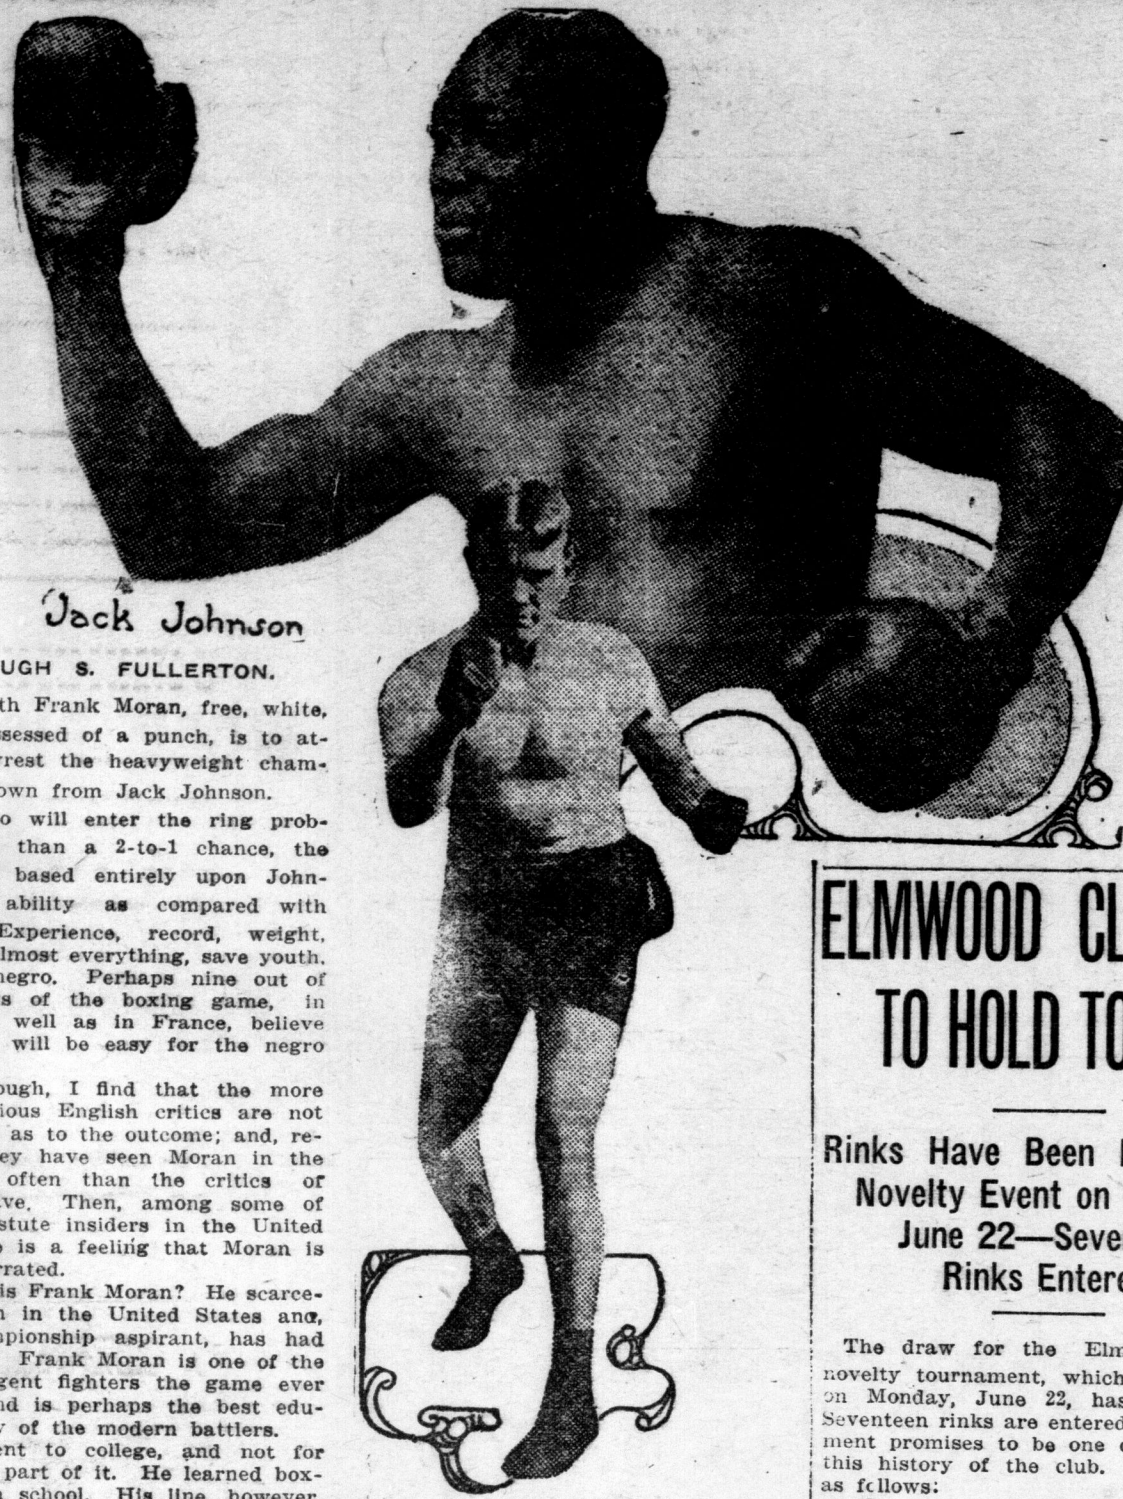 Jack Johnson
UGH S. FULLERTON.
th Frank Moran, free, white,
ssessed of a punch, is to at-
rrest the heavyweight cham-
own from Jack Johnson.
o will enter the ring prob-
than a 2-to-1 chance, the
based entirely upon John-
ability as compared with
Experience, record, weight,
lmost everything, save youth.
negro. Perhaps nine out of
s of the boxing game, in
well as in France, believe
will be easy for the negro
ough, I find that the more
ious English critics are not
as to the outcome; and, re-
ey have seen Moran in the
often than the critics of
ve. Then, among some of
stute insiders in the United
is a feeling that Moran is
rrated.
is Frank Moran? He scarce-
n in the United States and,
pionship aspirant, has had
Frank Moran is one of the
gent fighters the game ever
nd is perhaps the best edu-
y of the modern battlers.
ent to college, and not for
part of it. He learned box-
school. His line, however,
ELMWOOD CL
TO HOLD TO
Rinks Have Been
Novelty Event on
June 22—Seve
Rinks Entere
The draw for the Elm
novelty tournament, which
on Monday, June 22, has
Seventeen rinks are entered
ment promises to be one
this history of the club.
as follows: